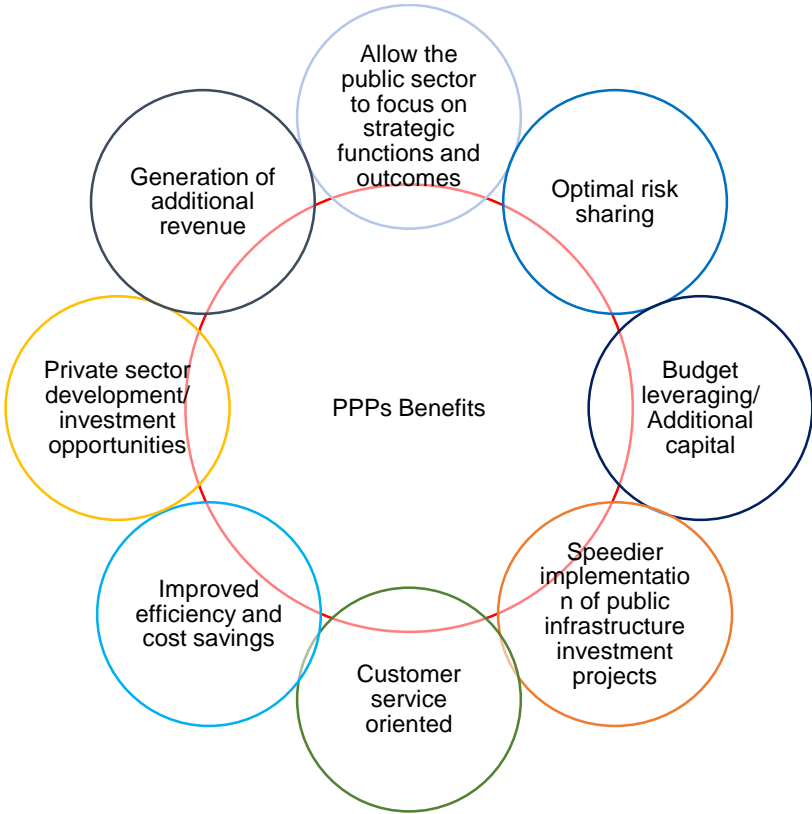 Allow the
public sector
to focus on
strategic
functions and
outcomes
Optimal risk
sharing
Budget
leveraging/
Additional
capital
Speedier
implementatio
n of public
infrastructure
investment
projects
Customer
service
oriented
Improved
efficiency and
cost savings
Private sector
development/
investment
opportunities
Generation of
additional
revenue
PPPs Benefits